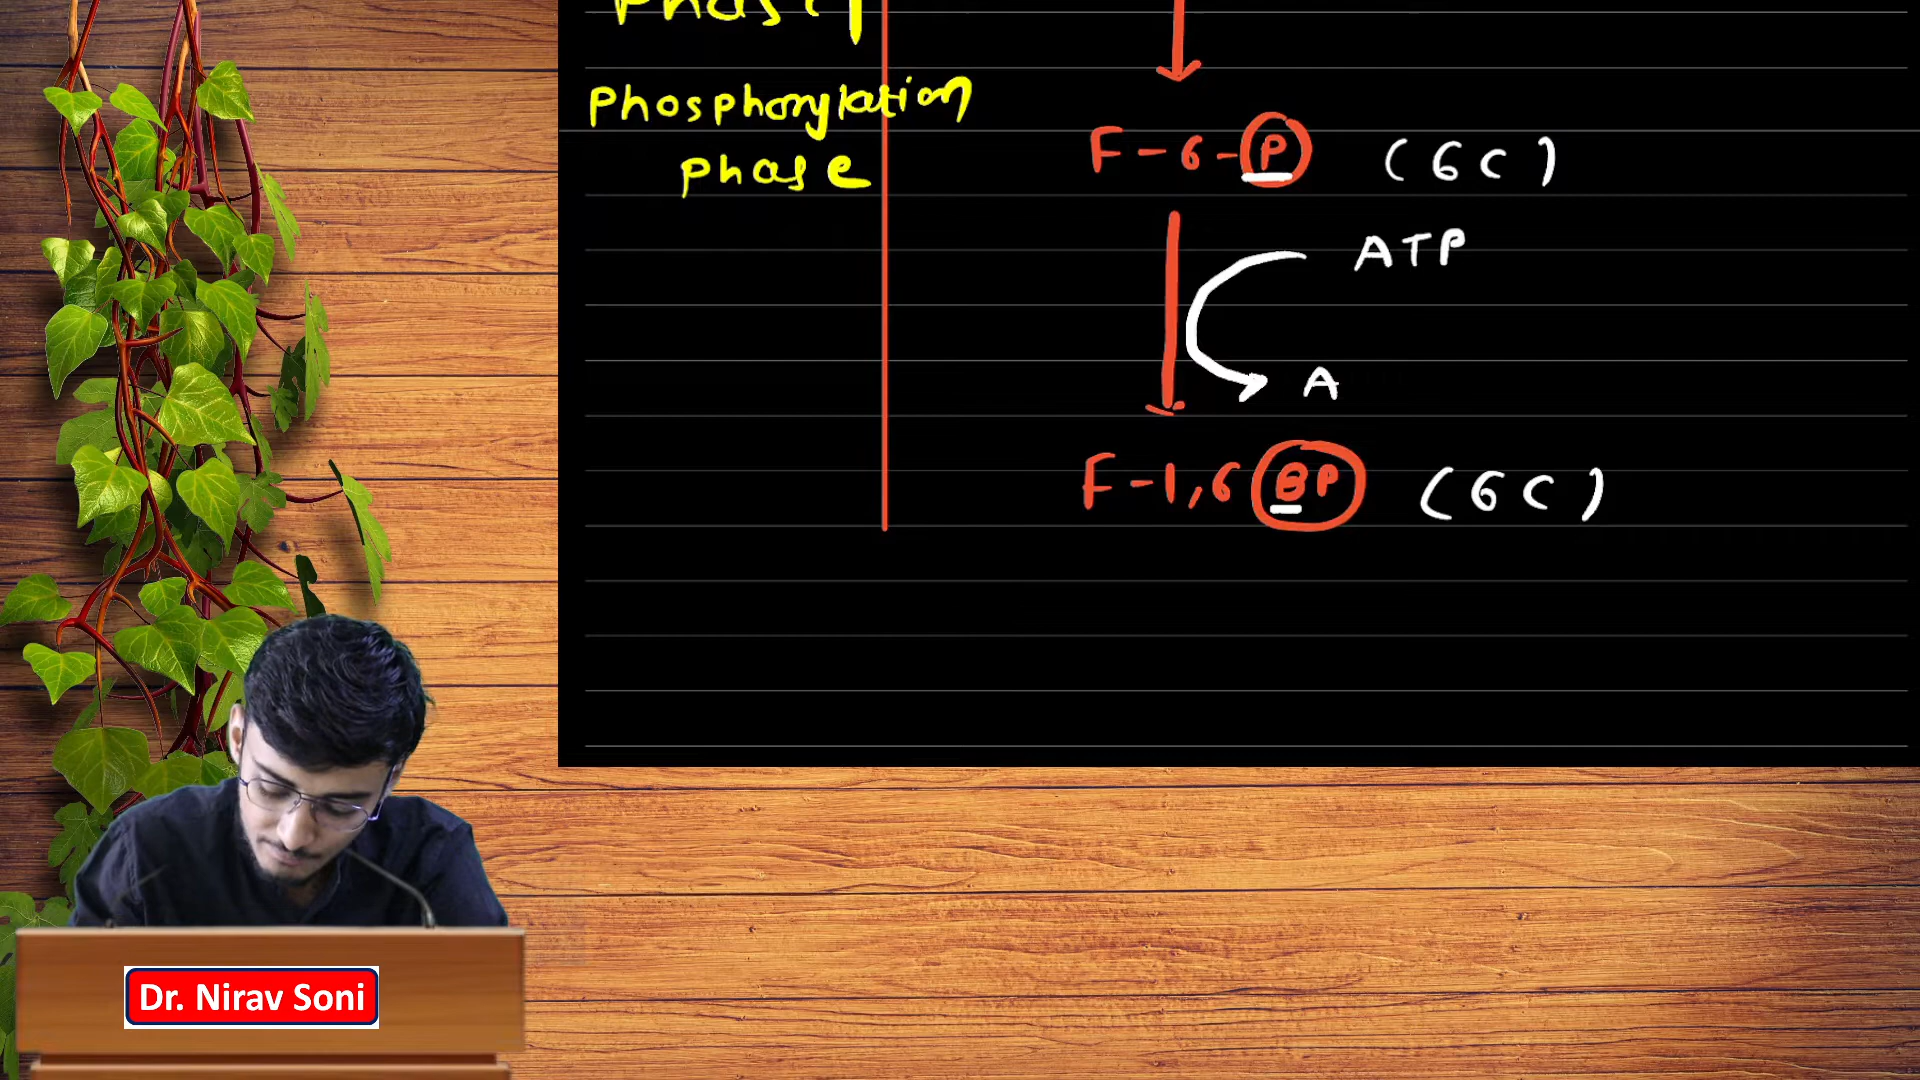 Phosphorylation
phase
F-6-P (6C)
ATP
A
F-1,6 BP (6C)
Dr. Nirav Soni